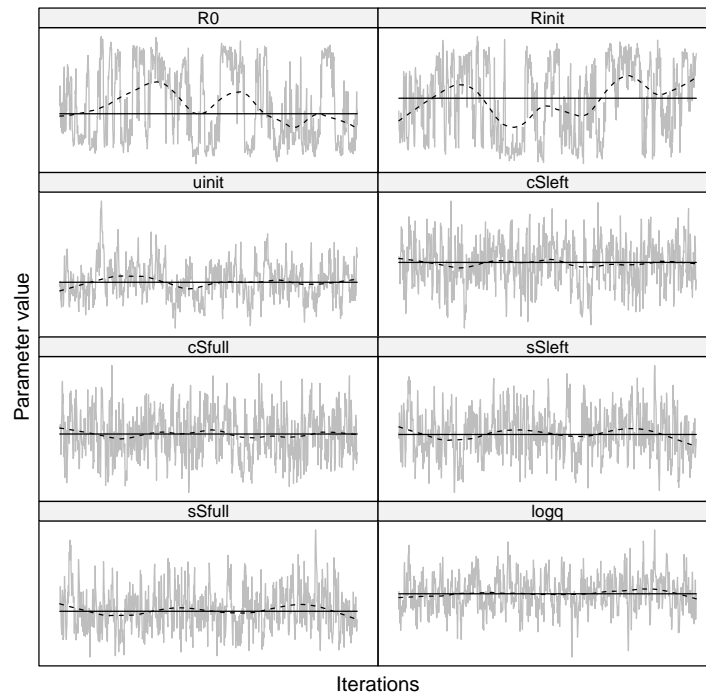 R0
Rinit
uinit
cSleft
cSfull
sSleft
sSfull
logq
Parameter value
Iterations